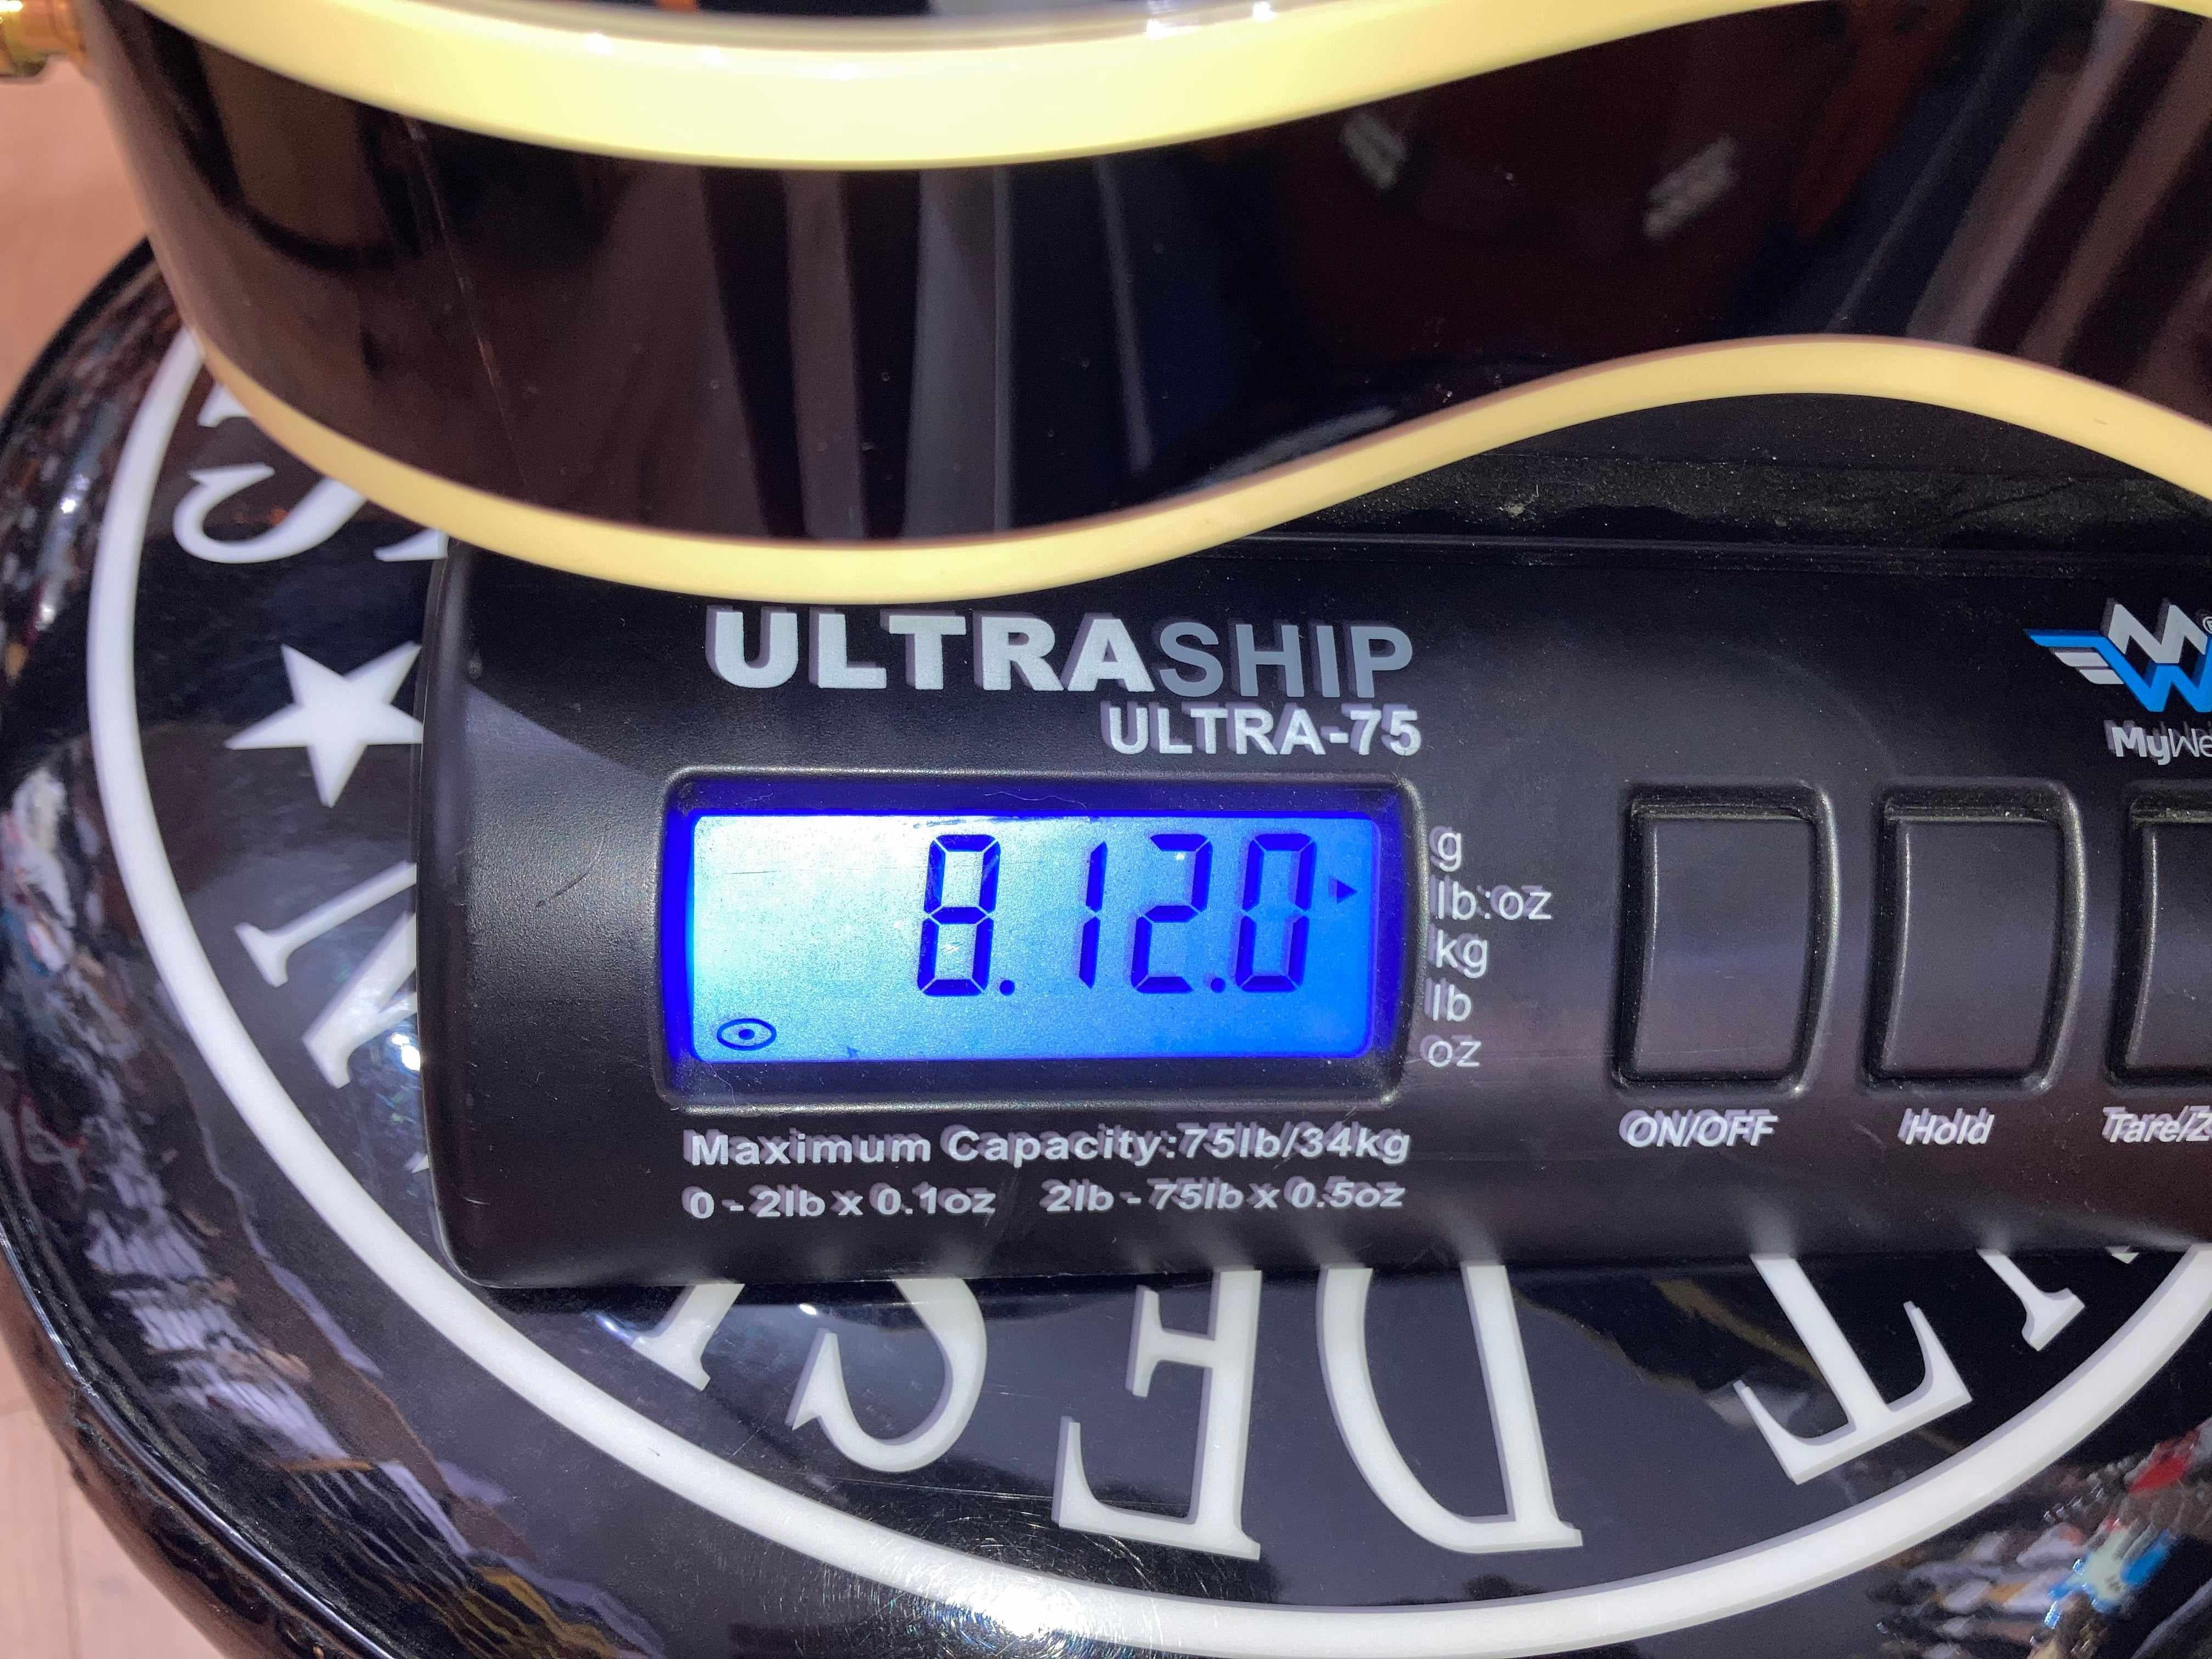 ULTRASHIP
ULTRA-75
8.12.0
g
lb:oz
kg
lb
oz
ON/OFF
Hold
Maximum Capacity:75lb/34kg
0 - 2lb x 0.1oz 2lb - 75lb x 0.5oz